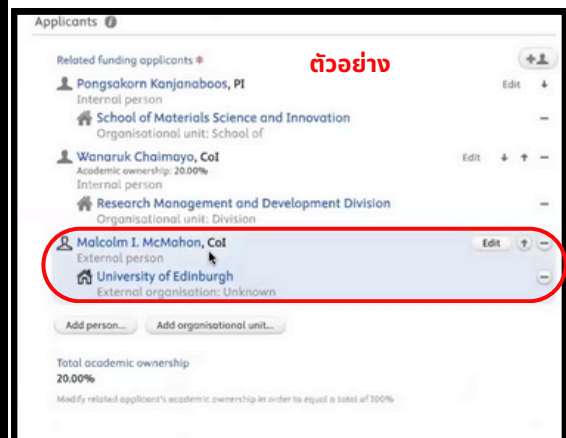 Applicants
Related funding applicants *
ตัวอย่าง
Pongsakorn Kanjanaboos, PI
Edit
Internal person
School of Materials Science and Innovation
Organisational unit: School of
Wanaruk Chaimayo, CoI
Edit
Academic ownership: 20.00%
Internal person
Research Management and Development Division
Organisational unit: Division
Malcolm I. McMahon, CoI
Edit
External person
University of Edinburgh
External organisation: Unknown
Add person... Add organisational unit...
Total academic ownership
20.00%
Modify related applicant's academic ownership in order to equal a total of 100%